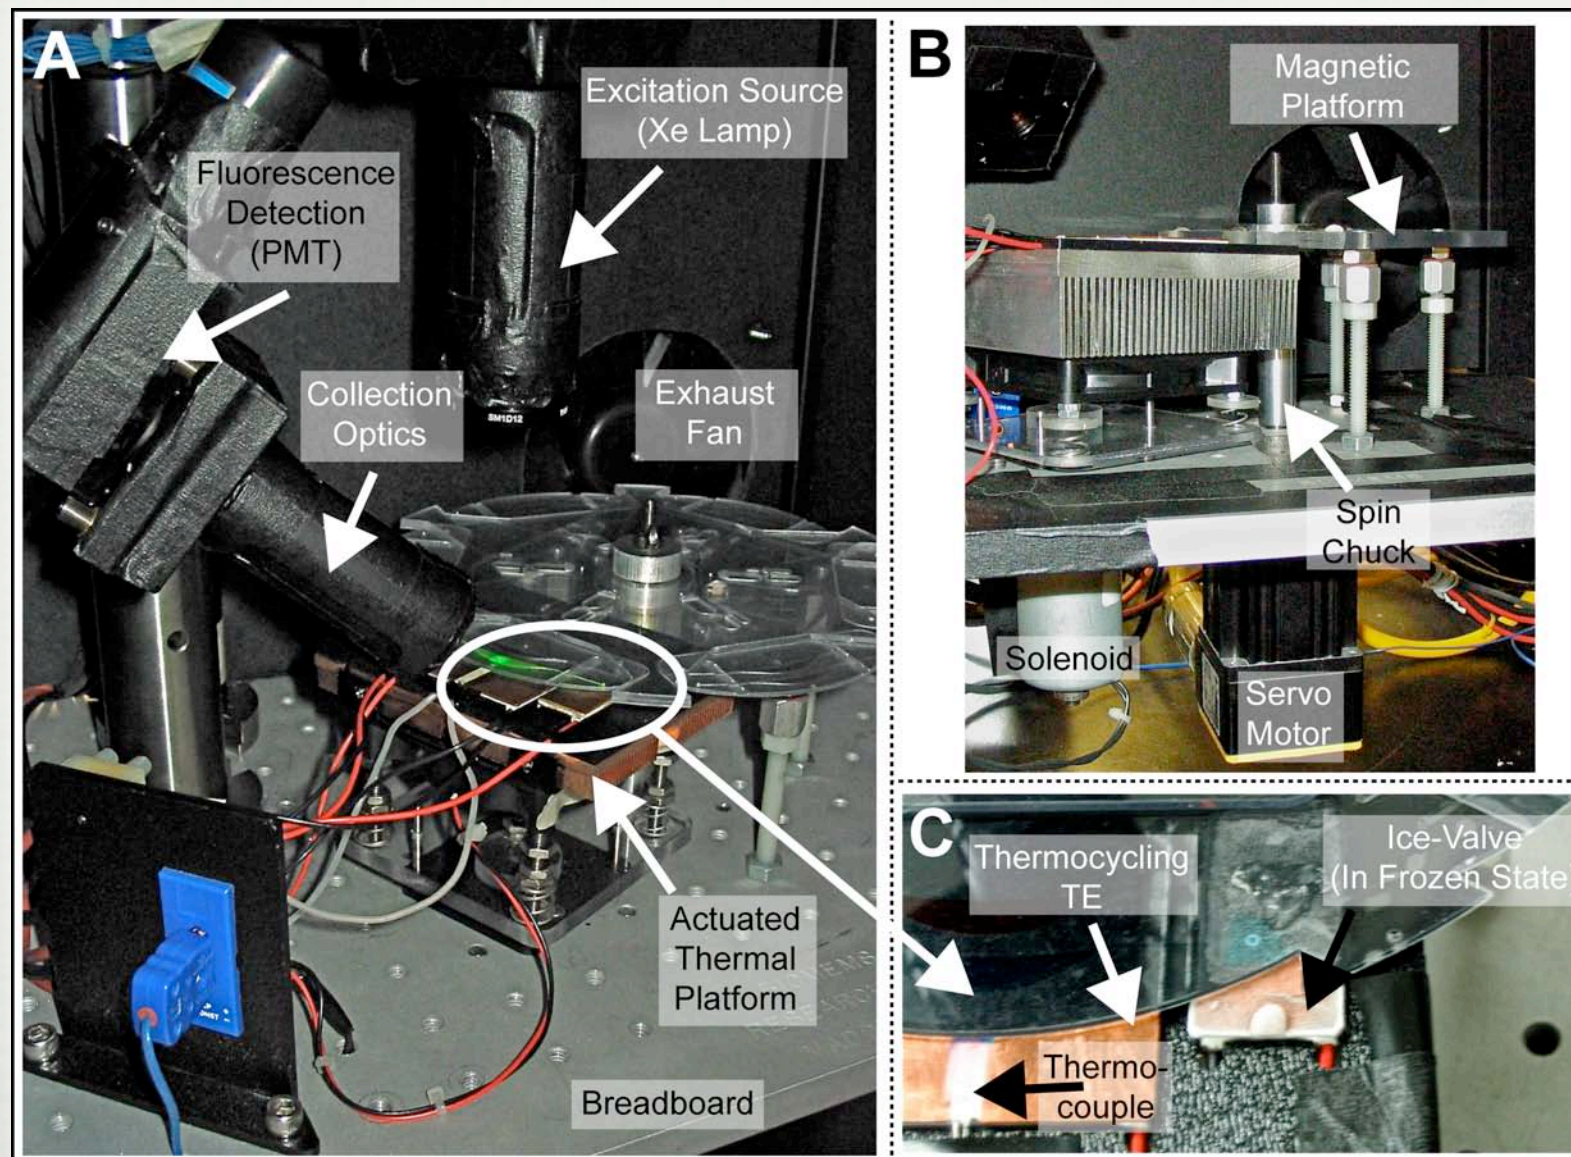 A
Excitation Source
(Xe Lamp)
Fluorescence
Detection
(PMT)
Collection
Optics
Exhaust
Fan
SM1D12
Actuated
Thermal
Platform
Breadboard
B
Magnetic
Platform
Spin
Chuck
Solenoid
Servo
Motor
C
Thermocycling
TE
Ice-Valve
(In Frozen State)
Thermo-
couple